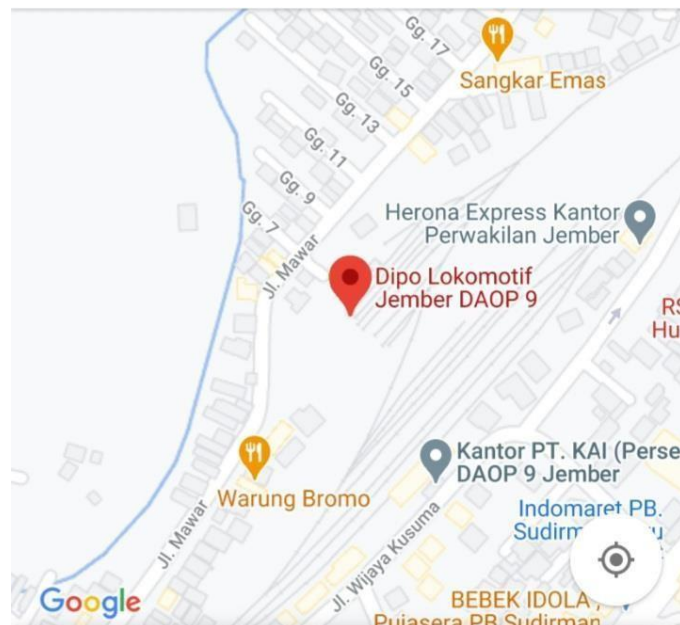 Gg. 17
Sangkar Emas
Gg. 15
Gg. 13
Gg. 11
Gg. 9
Gg. 7
Herona Express Kantor
Perwakilan Jember
Jl. Mawar
Dipo Lokomotif
Jember DAOP 9
RS
Hu
Kantor PT. KAI (Perse
DAOP 9 Jember
Warung Bromo
Indomaret PB.
Sudirm
u
Jl. Mawar
Jl. Wijaya Kusuma
Google
BEBEK IDOLA,
Pujasera PB Sudirman